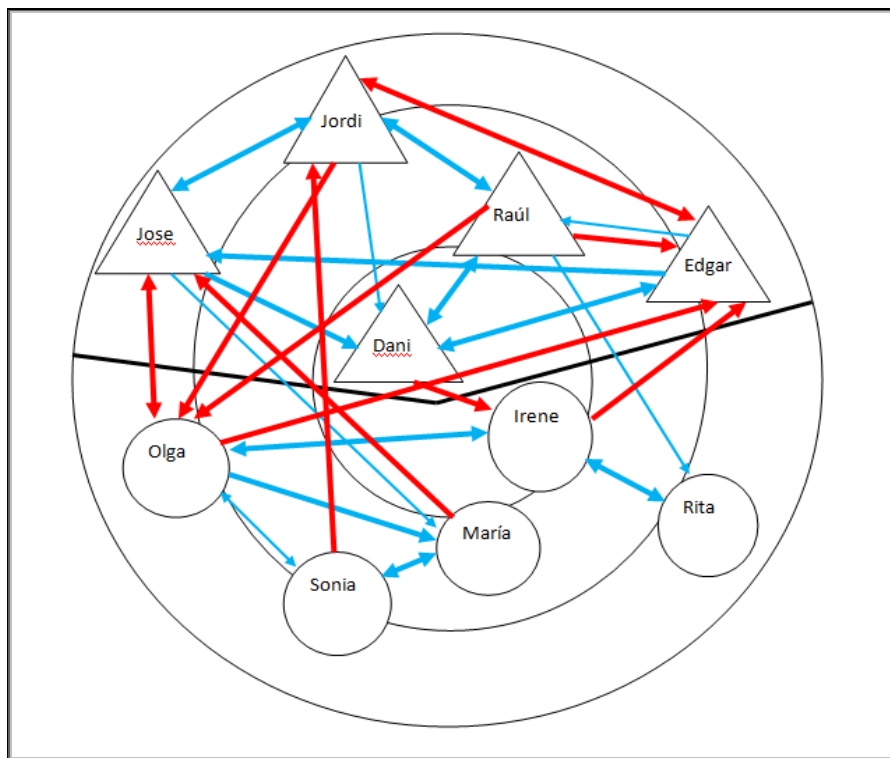 Jordi
Raúl
Jose
Edgar
Dani
Irene
Olga
Rita
María
Sonia